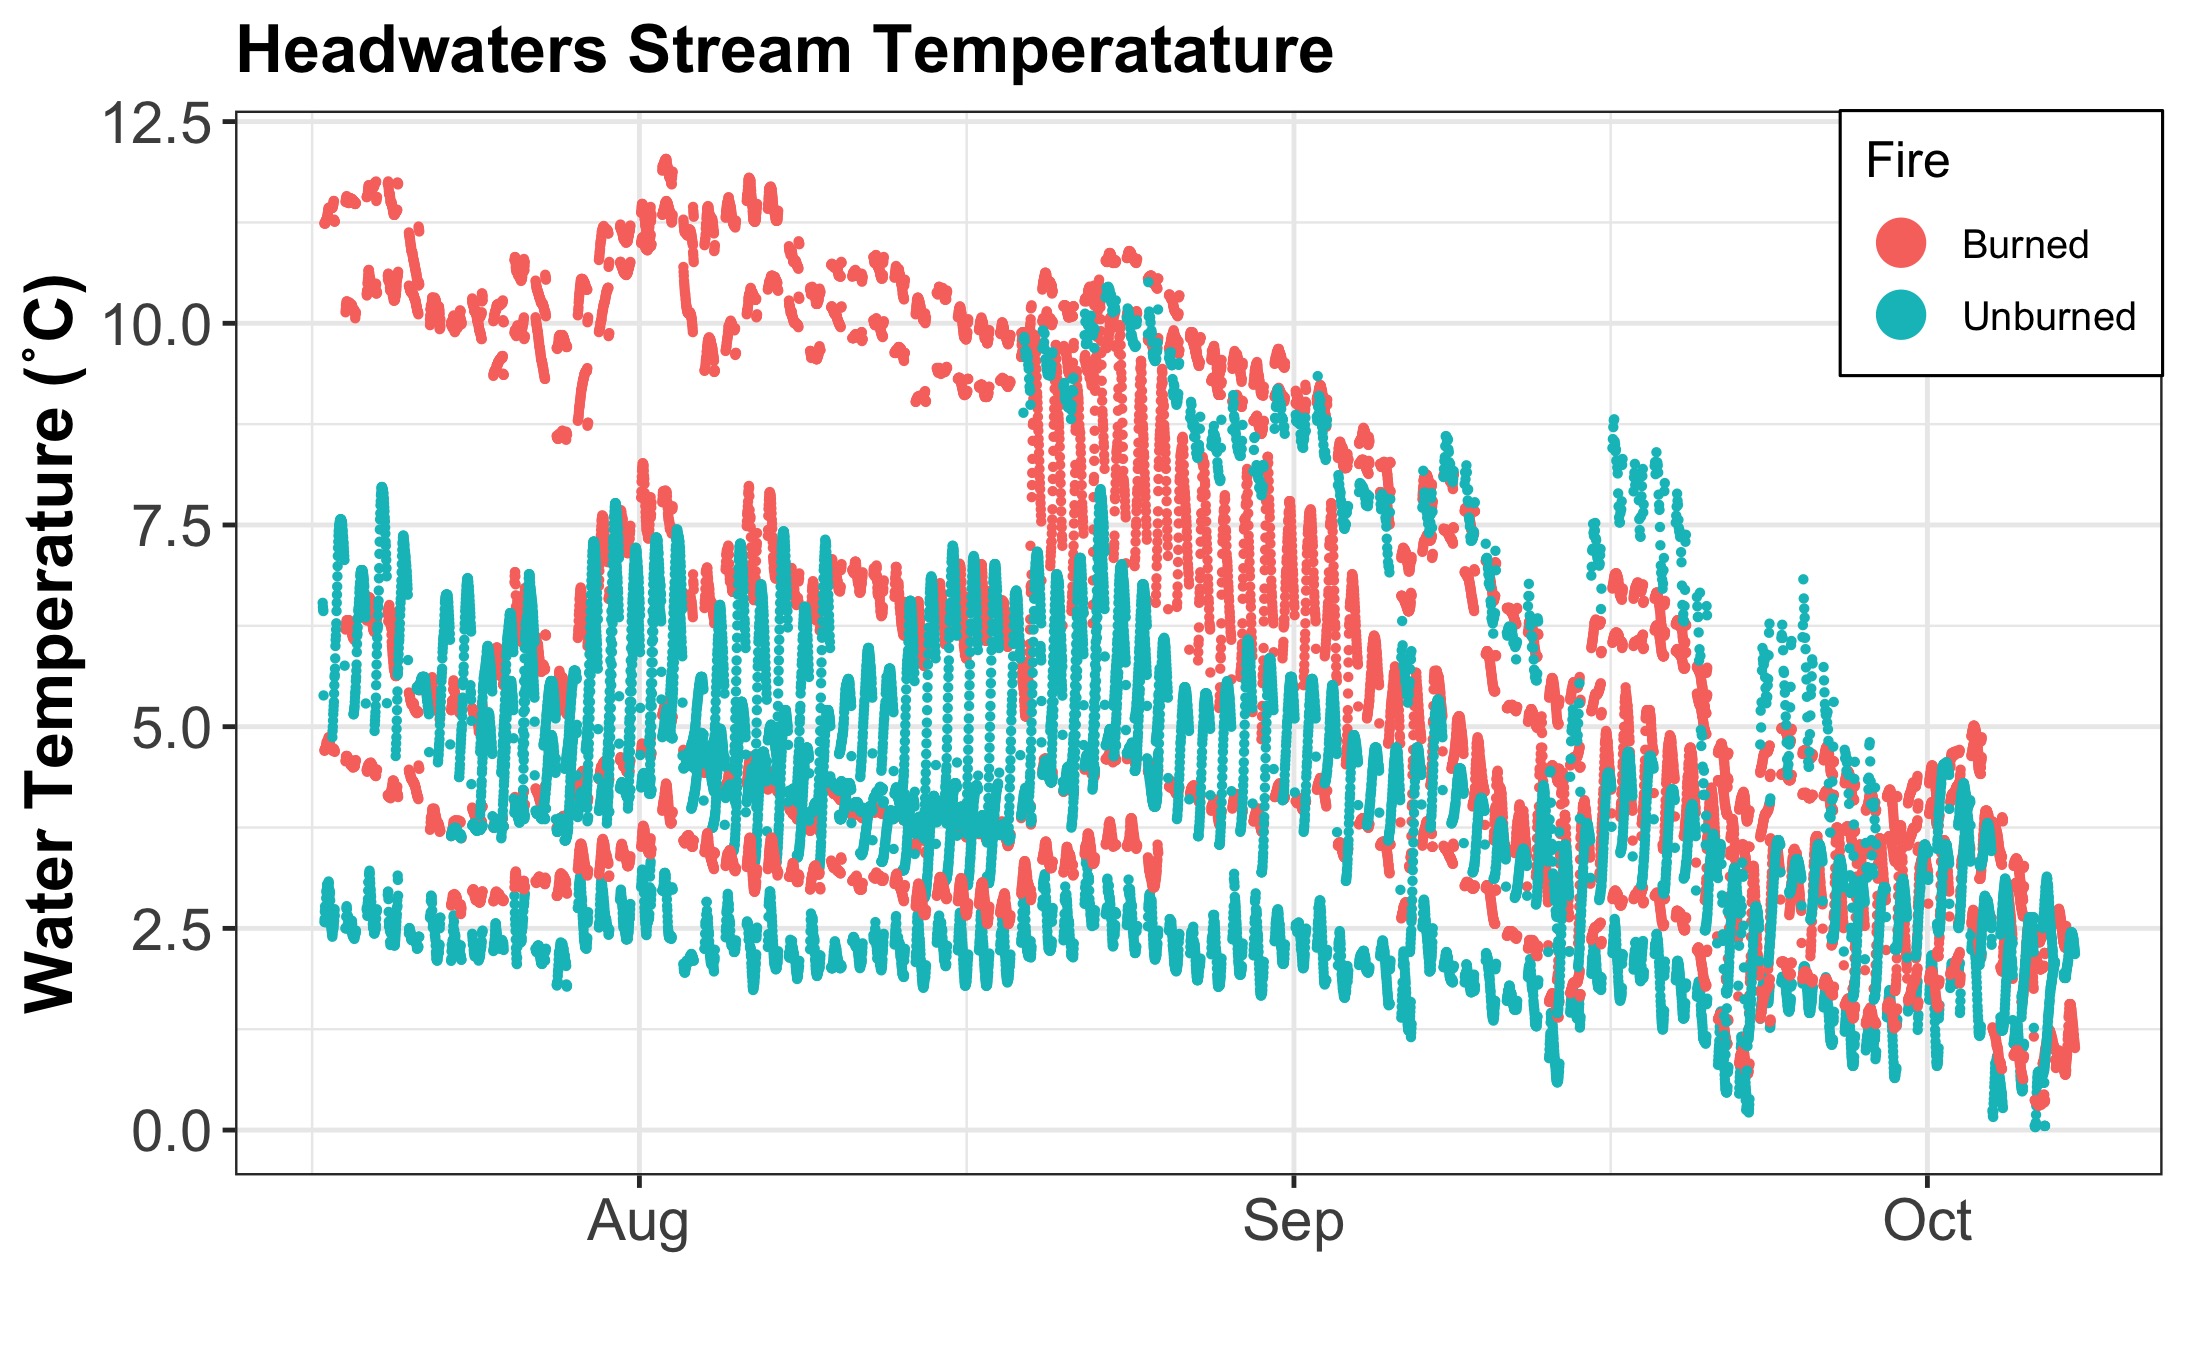 Headwaters Stream Temperatature
Water Temperature (˚C)
12.5
10.0
7.5
5.0
2.5
0.0
Aug
Sep
Oct
Fire
Burned
Unburned